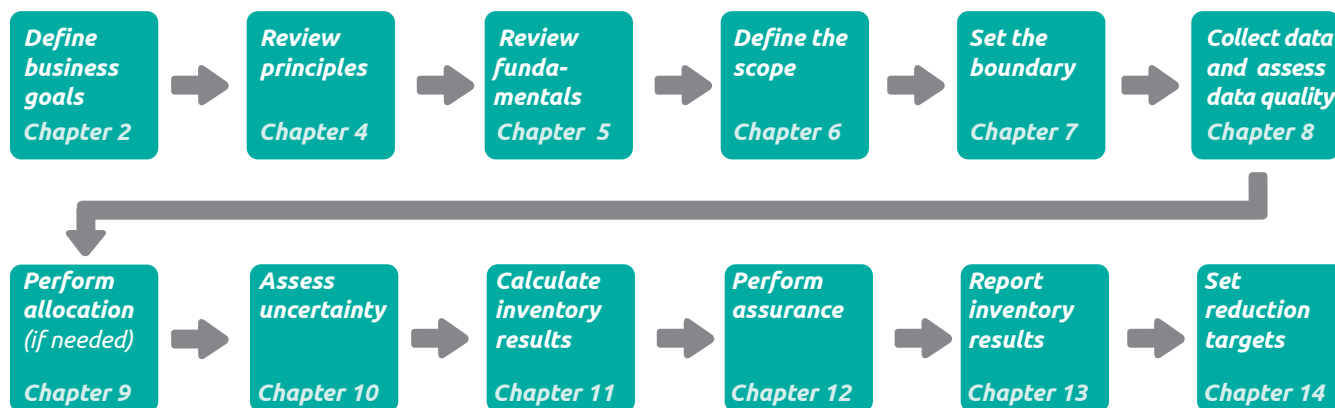 Define
business
goals
Chapter 2
Review
principles
Chapter 4
Review
funda-
mentals
Chapter 5
Define the
scope
Chapter 6
Set the
boundary
Chapter 7
Collect data
and assess
data quality
Chapter 8
Perform
allocation
(if needed)
Chapter 9
Assess
uncertainty
Chapter 10
Calculate
inventory
results
Chapter 11
Perform
assurance
Chapter 12
Report
inventory
results
Chapter 13
Set
reduction
targets
Chapter 14